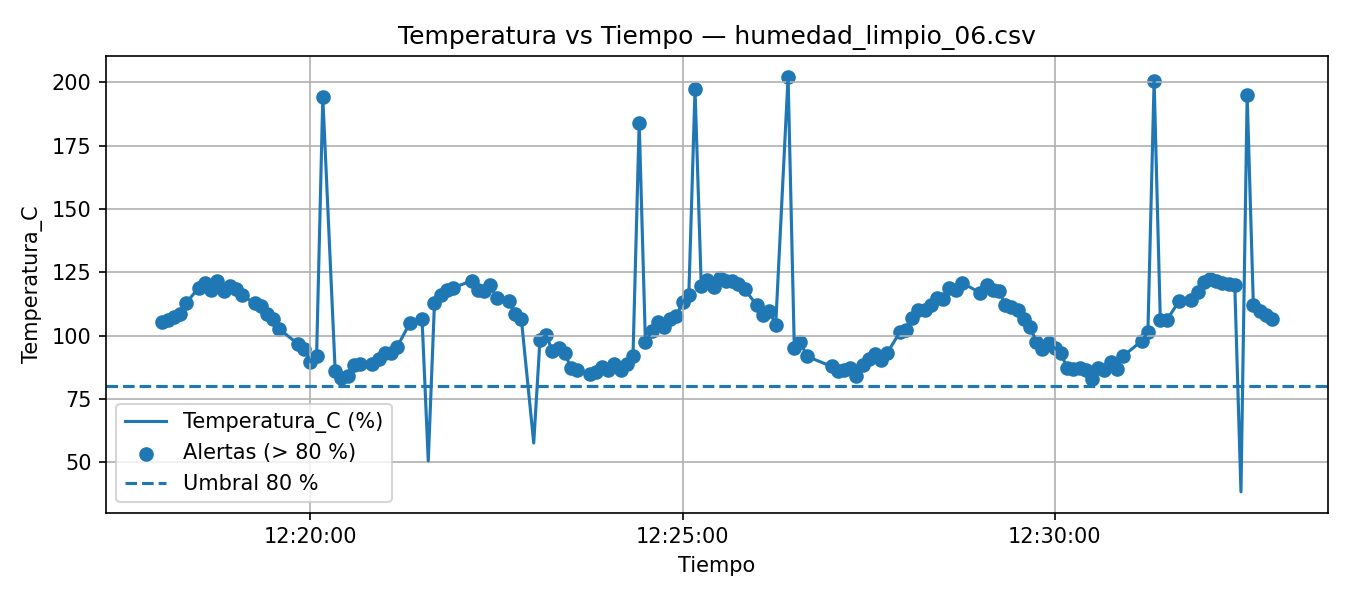 Temperatura vs Tiempo — humedad_limpio_06.csv
Temperatura_C
200
175
150
125
100
75
50
Temperatura_C (%)
Alertas (> 80 %)
Umbral 80 %
12:20:00
12:25:00
12:30:00
Tiempo